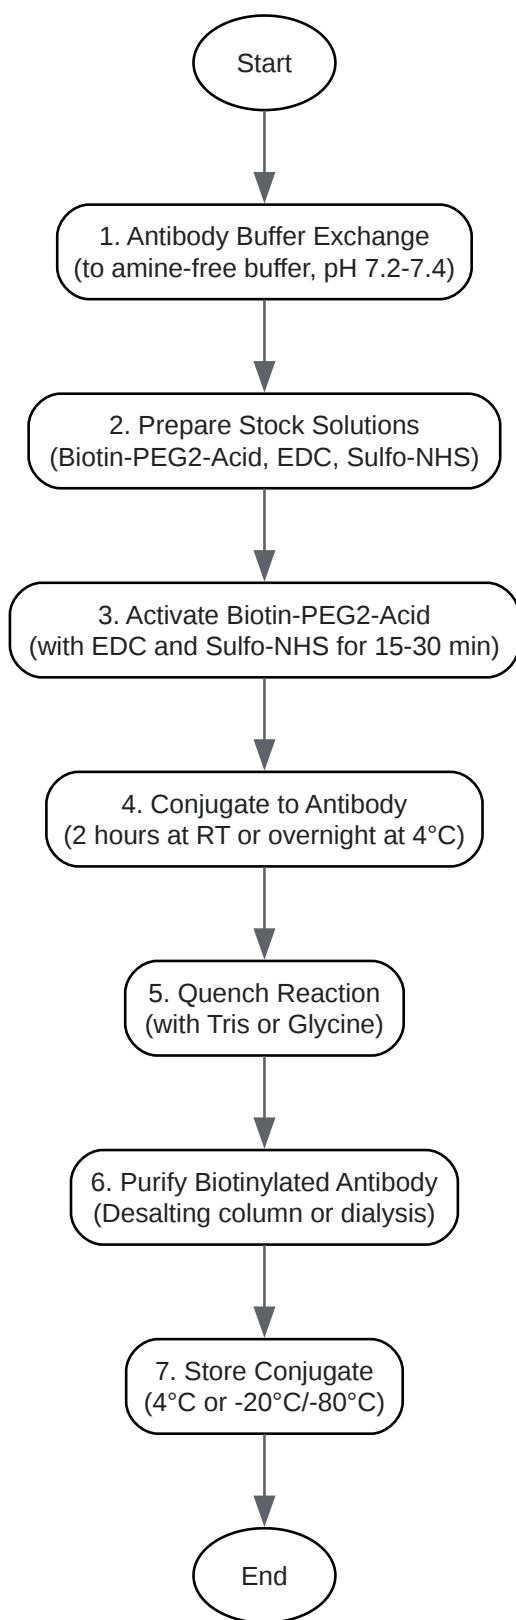 Start
1. Antibody Buffer Exchange
(to amine-free buffer, pH 7.2-7.4)
2. Prepare Stock Solutions
(Biotin-PEG2-Acid, EDC, Sulfo-NHS)
3. Activate Biotin-PEG2-Acid
(with EDC and Sulfo-NHS for 15-30 min)
4. Conjugate to Antibody
(2 hours at RT or overnight at 4°C)
5. Quench Reaction
(with Tris or Glycine)
6. Purify Biotinylated Antibody
(Desalting column or dialysis)
7. Store Conjugate
(4°C or -20°C/-80°C)
End